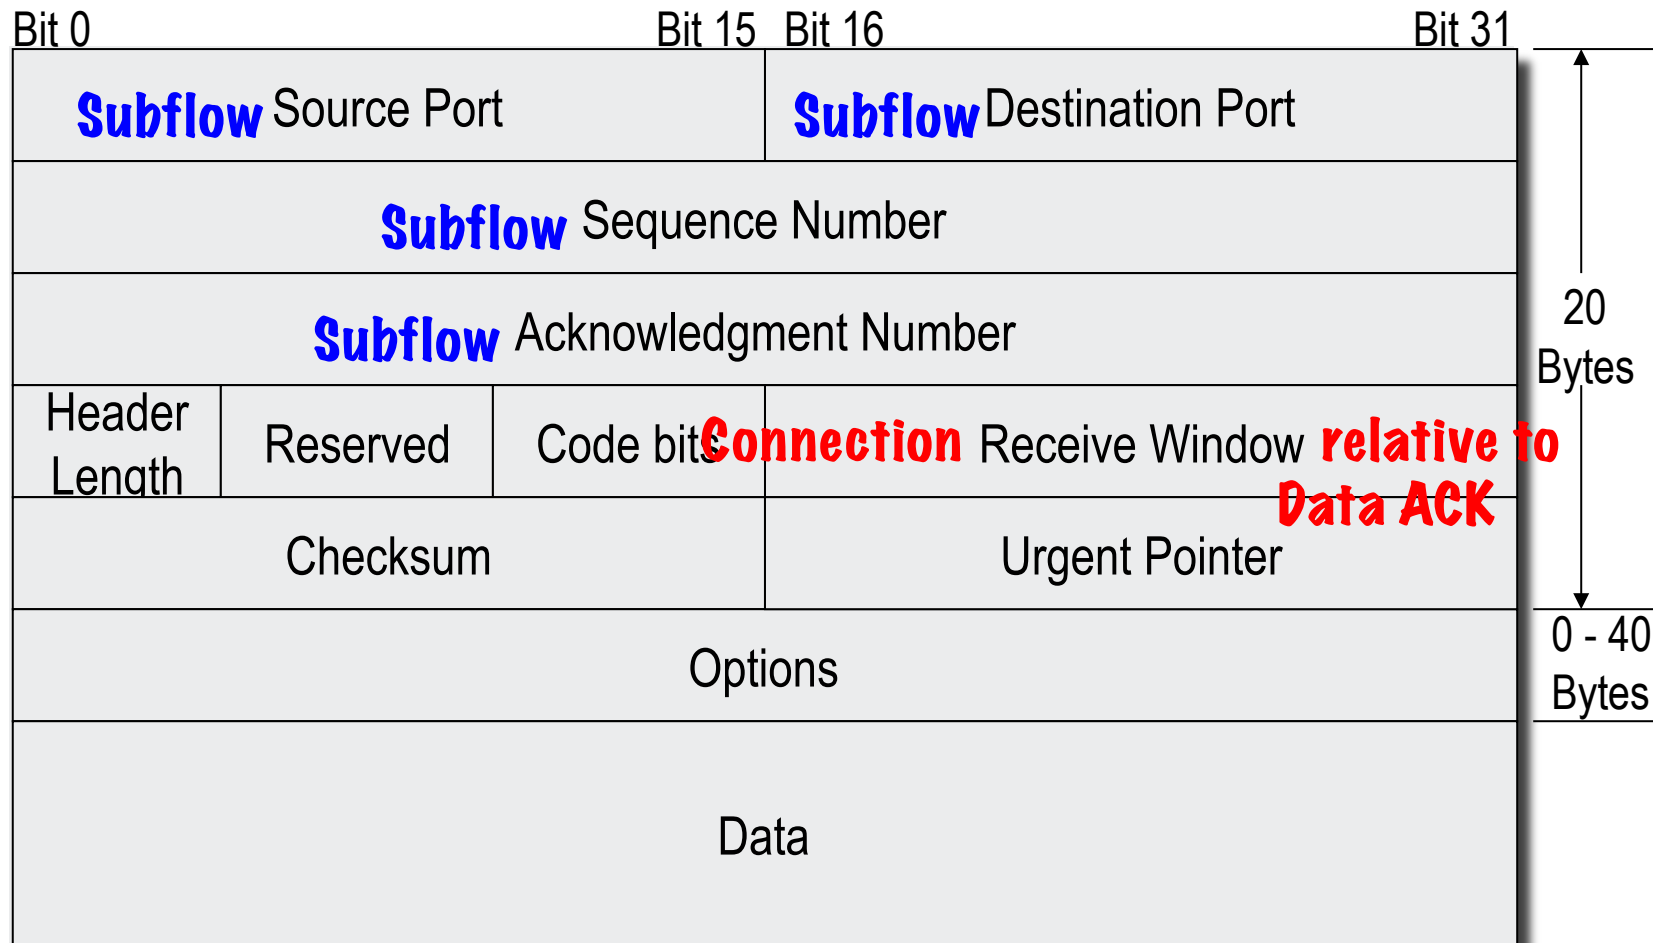 Bit 0 Bit 15 Bit 16 Bit 31
Subflow Source Port Subflow Destination Port
Subflow Sequence Number
Subflow Acknowledgment Number
20
Bytes
Header
Length
Reserved
Code bits
Connection Receive Window relative to
Data ACK
Checksum Urgent Pointer
Options
0 - 40
Bytes
Data